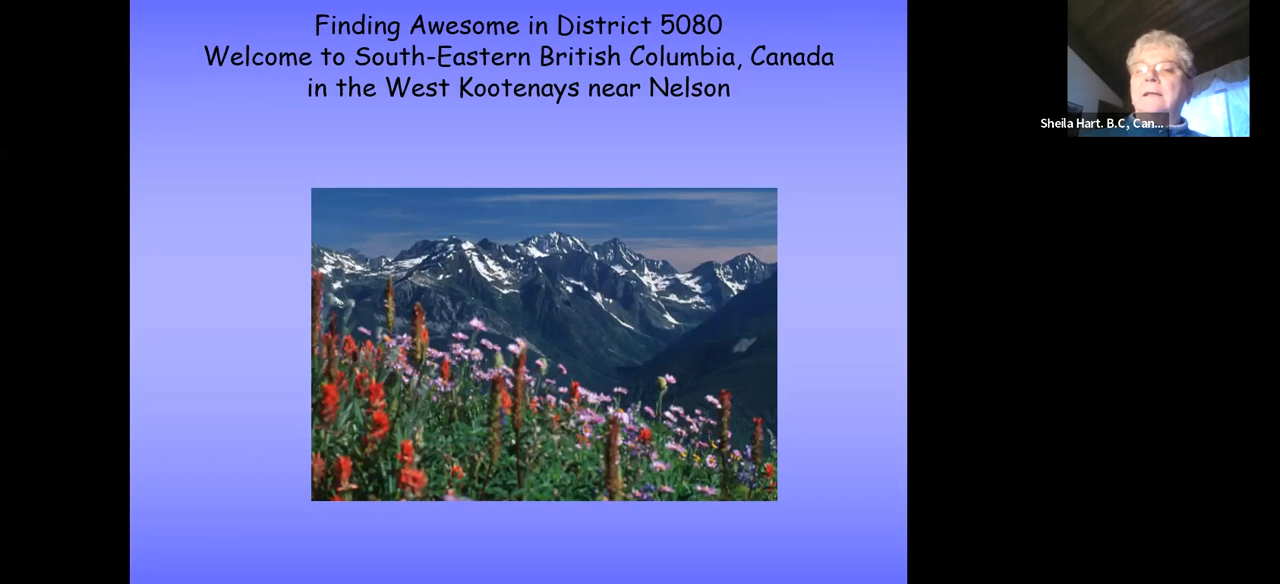 Finding Awesome in District 5080
Welcome to South-Eastern British Columbia, Canada
in the West Kootenays near Nelson
Sheila Hart. B.C, Can...